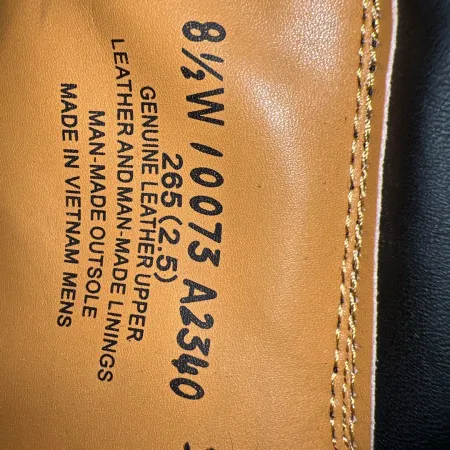 8½W 10073 A2340
265(2.5)
GENUINE LEATHER UPPER
LEATHER AND MAN-MADE LININGS
MAN-MADE OUTSOLE
MADE IN VIETNAM MENS